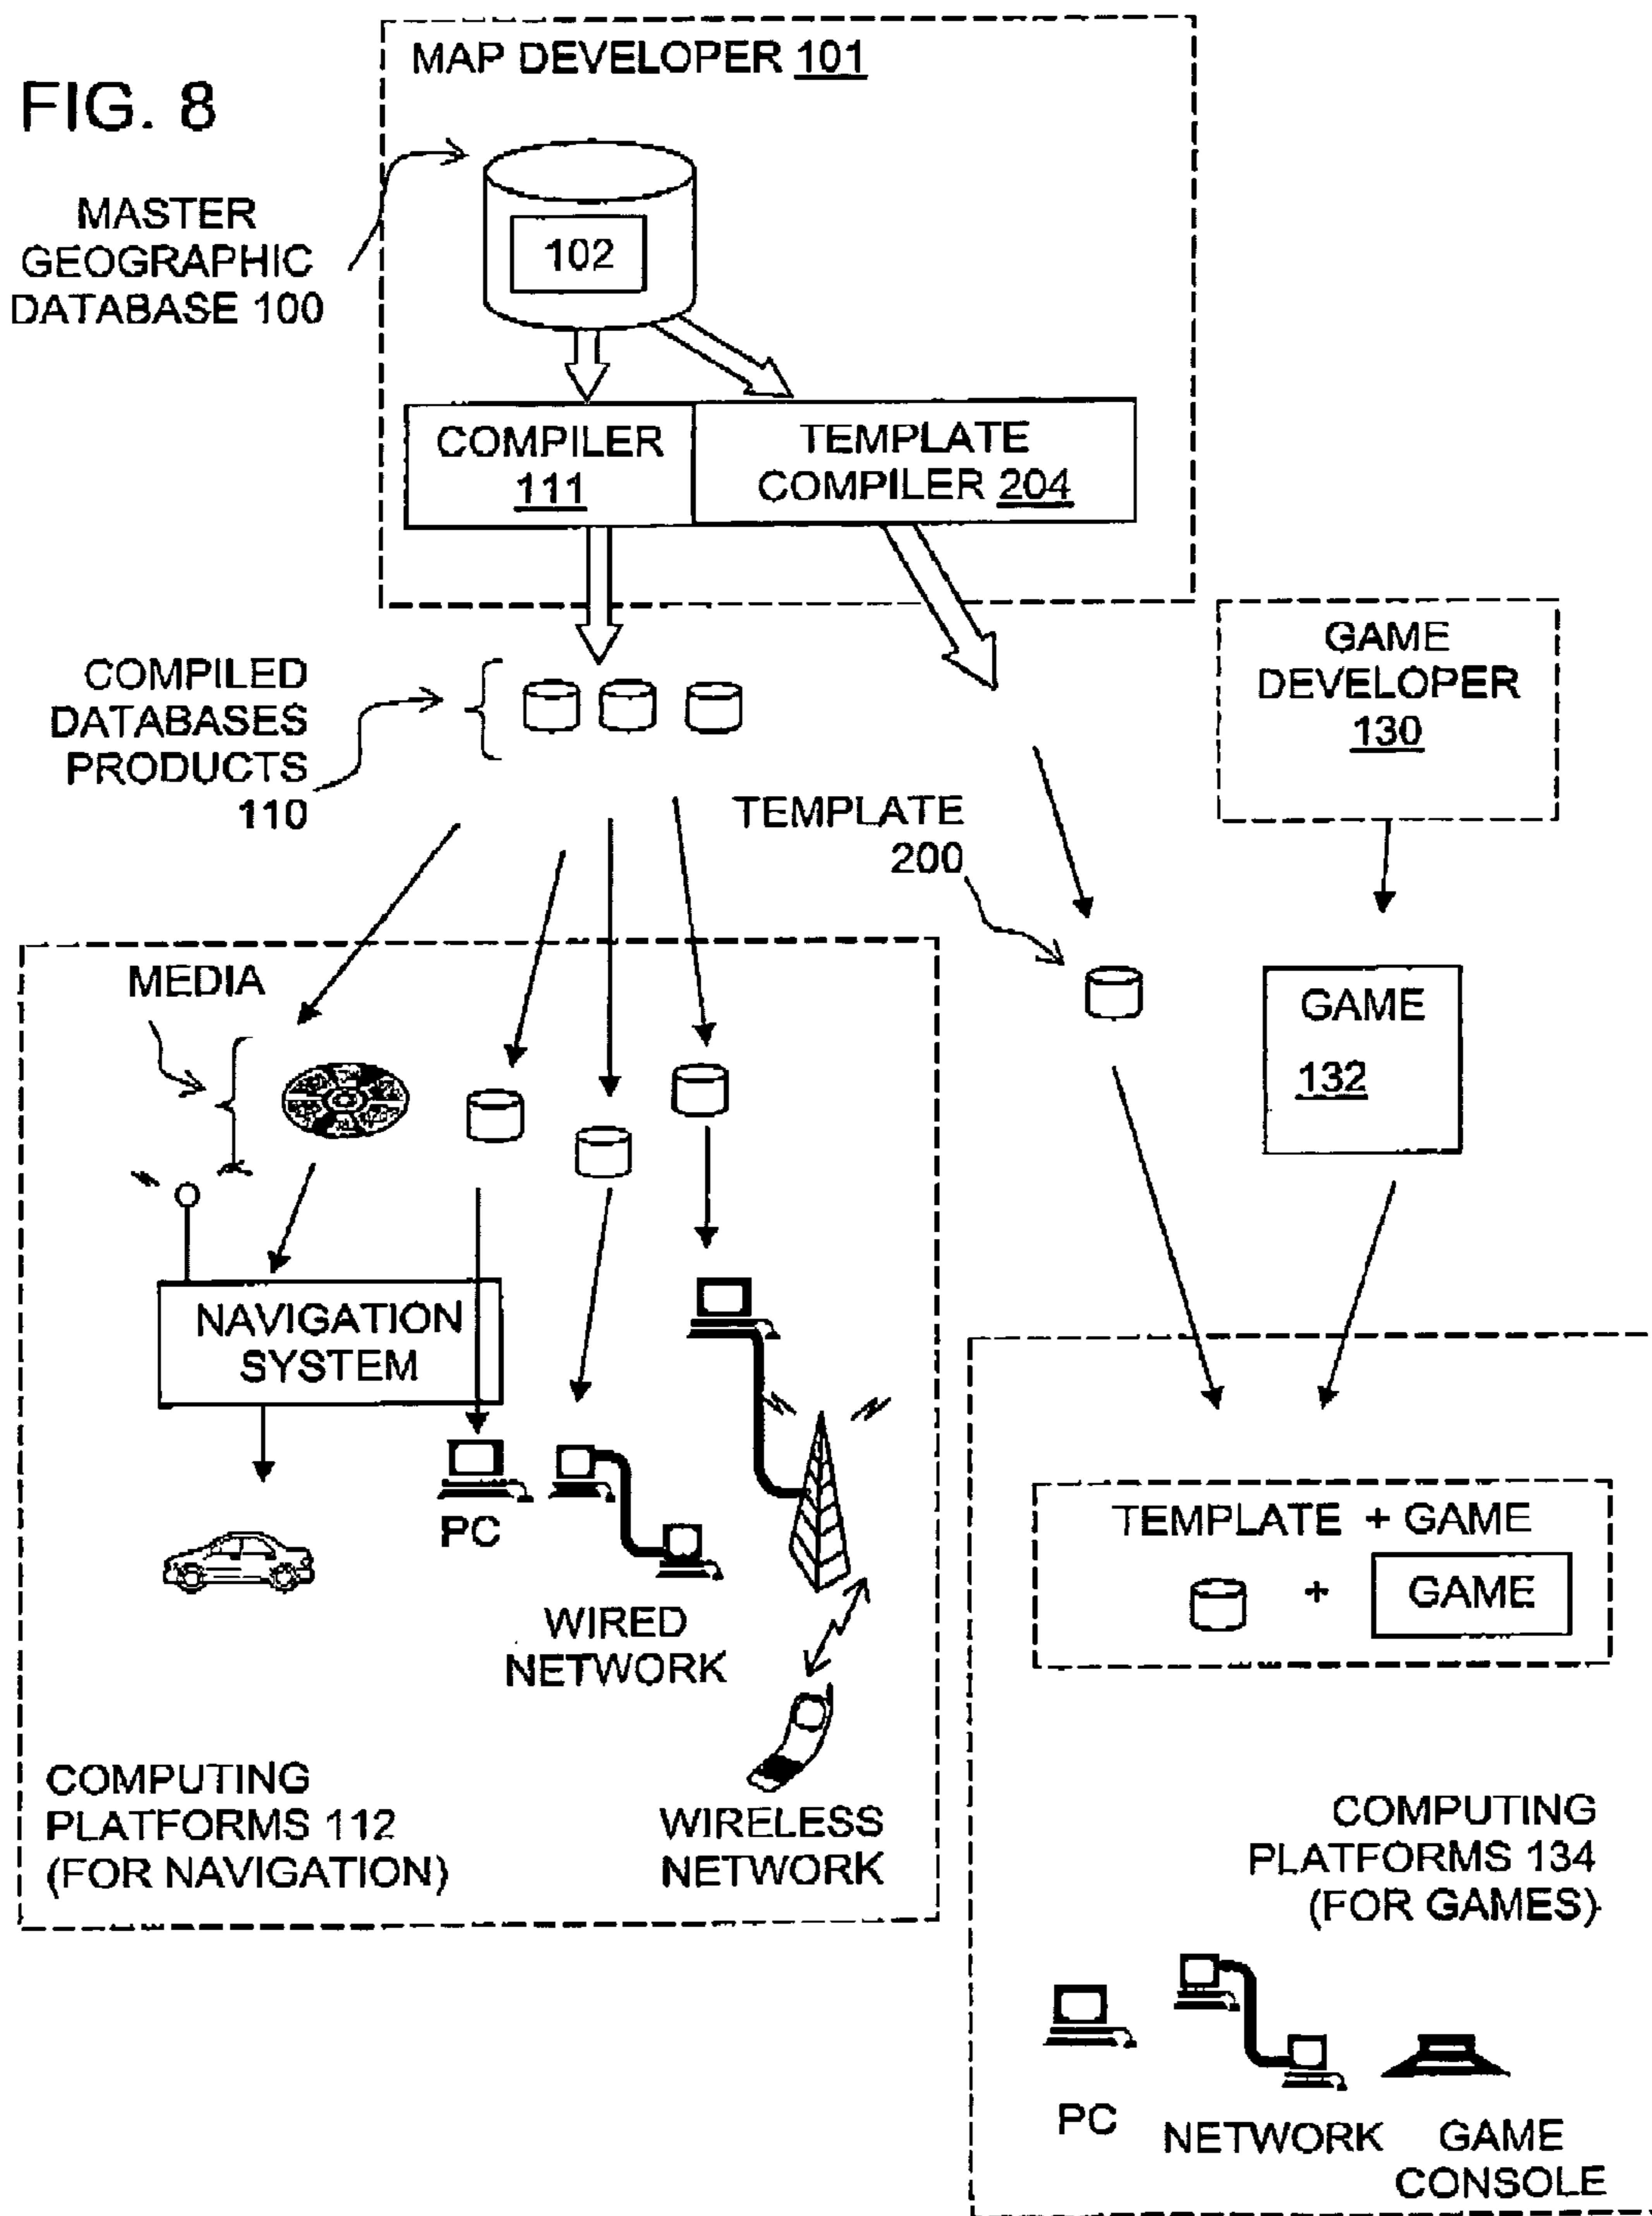 FIG. 8
MAP DEVELOPER 101
MASTER
GEOGRAPHIC
DATABASE 100
102
COMPILER
111
TEMPLATE
COMPILER 204
COMPILED
DATABASES
PRODUCTS
110
GAME
DEVELOPER
130
TEMPLATE
200
MEDIA
GAME
132
NAVIGATION
SYSTEM
PC
WIRED
NETWORK
WIRELESS
NETWORK
COMPUTING
PLATFORMS 112
(FOR NAVIGATION)
TEMPLATE + GAME
+
GAME
COMPUTING
PLATFORMS 134
(FOR GAMES)
PC
NETWORK
GAME
CONSOLE